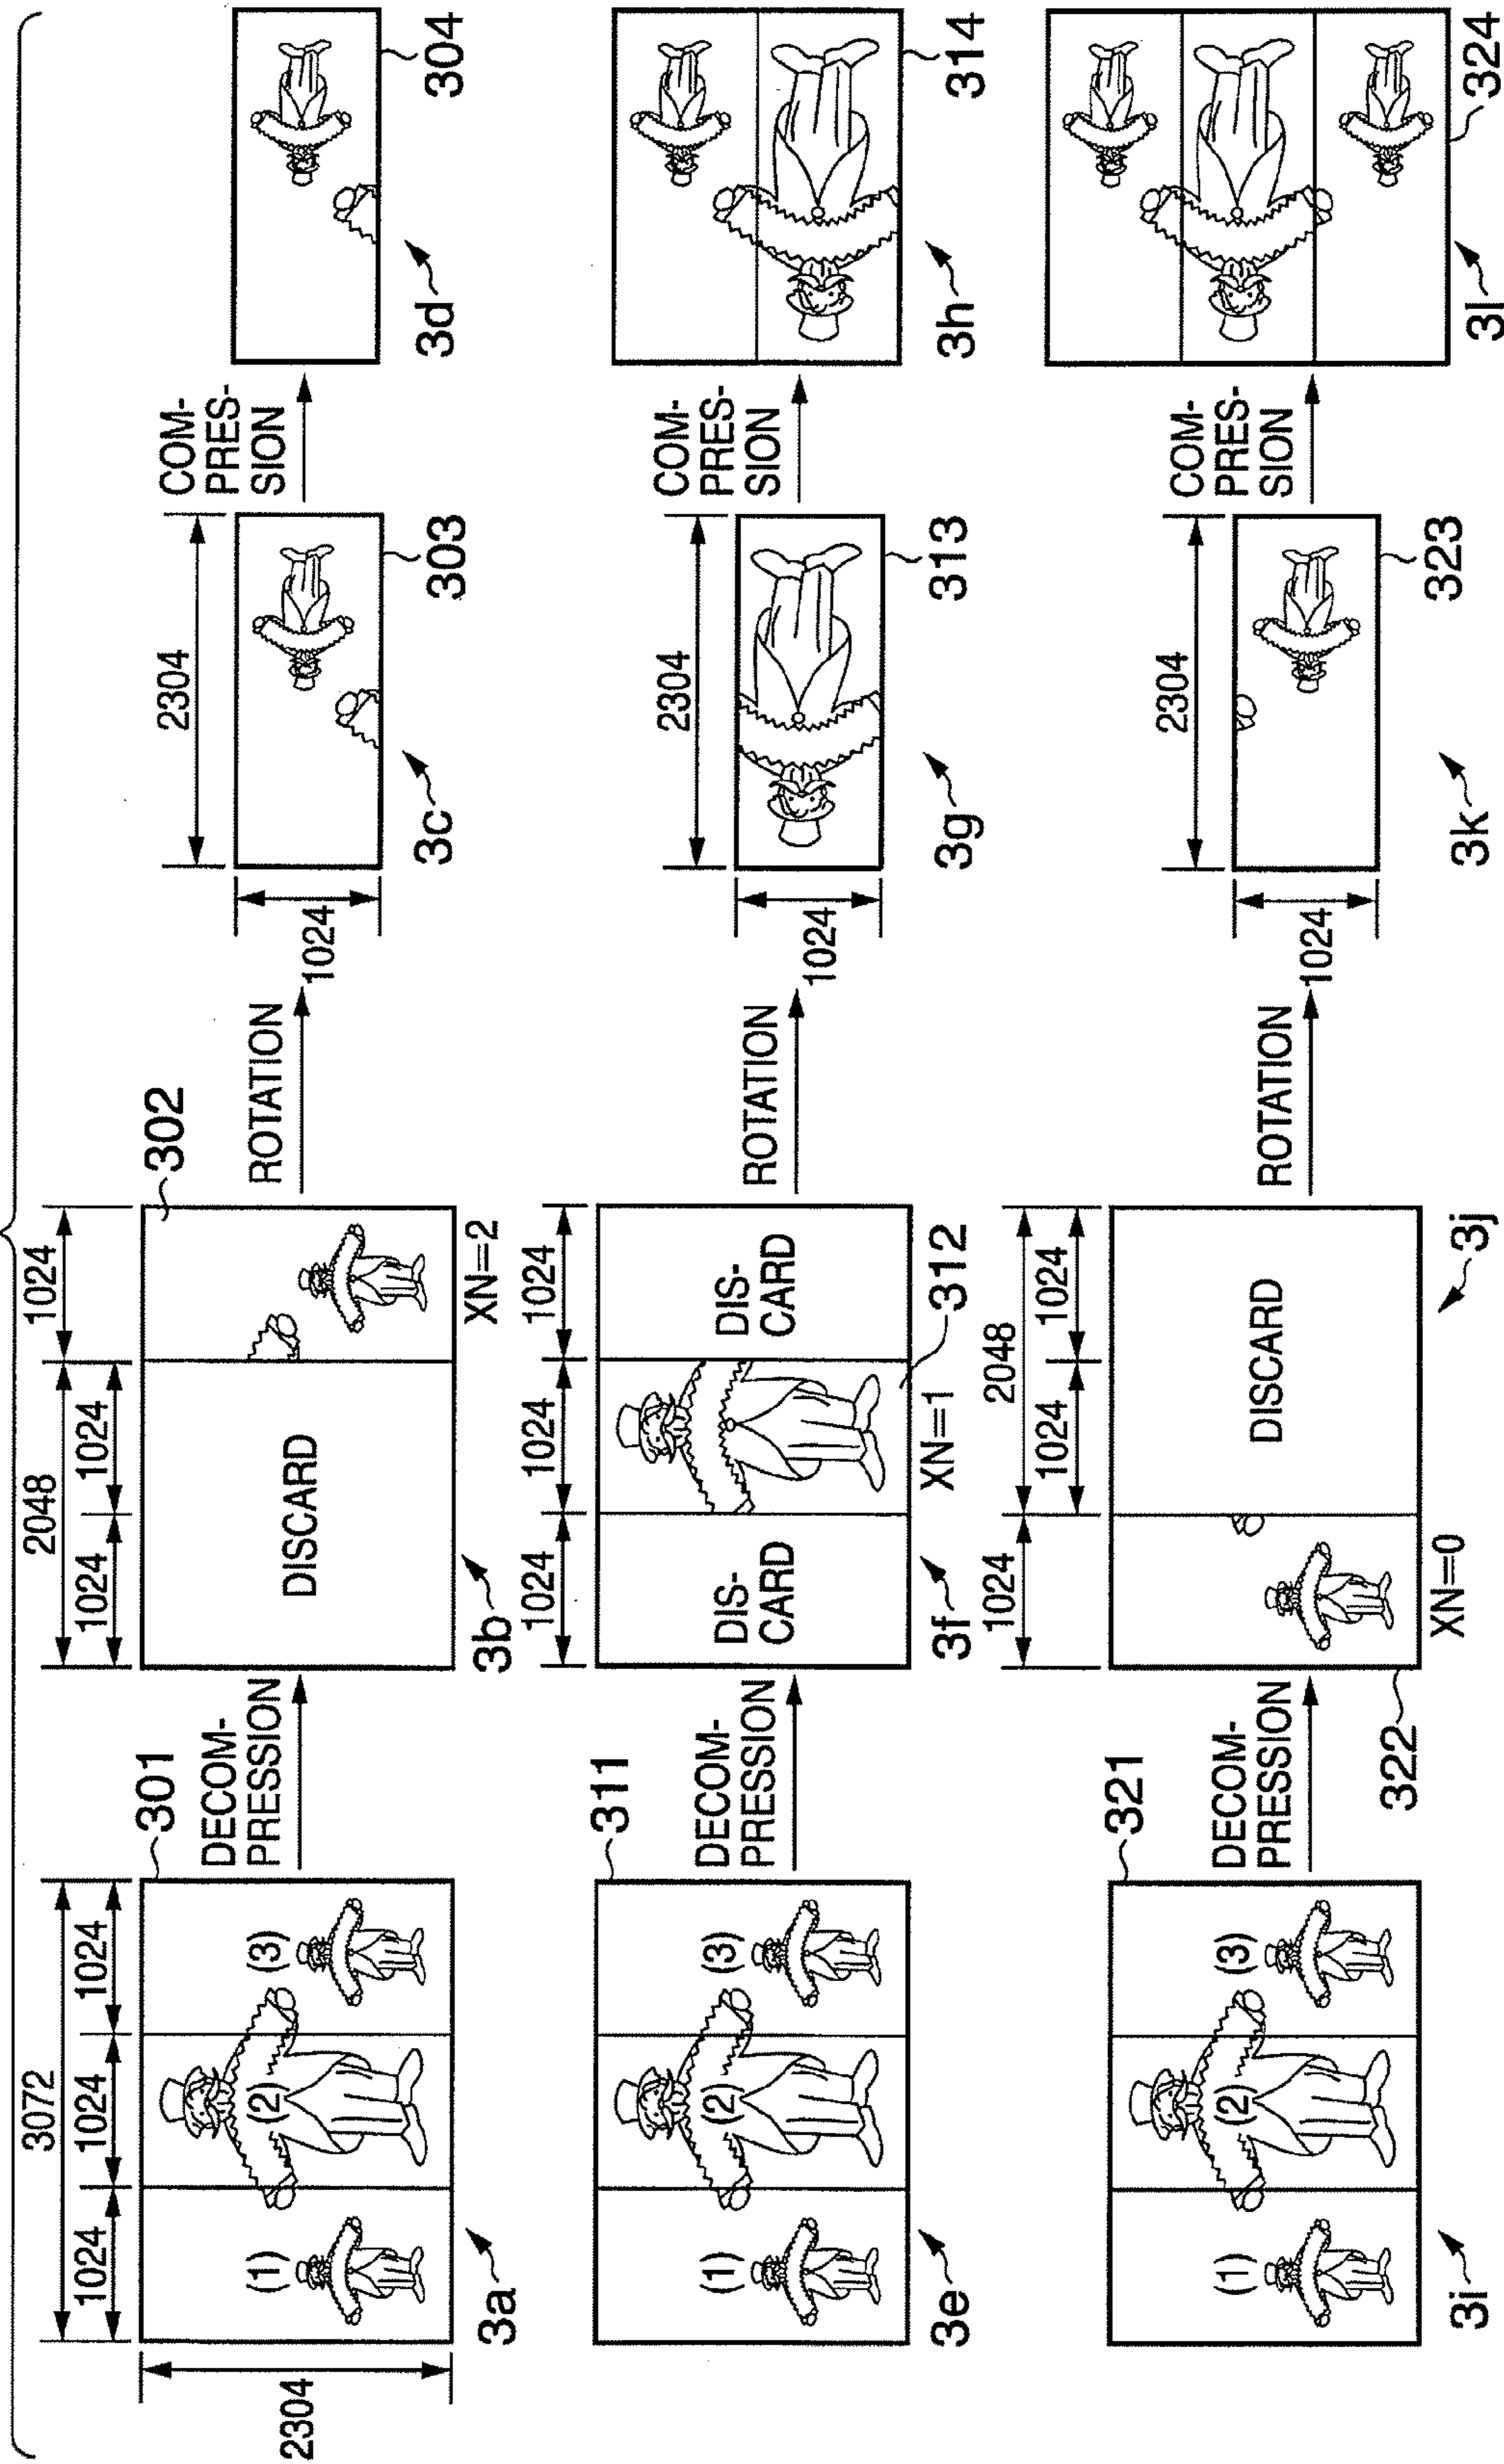 3072
1024
1024
1024
2304
(1)
(2)
(3)
301
3a
DECOM-
PRESSION
2048
1024
1024
1024
DISCARD
302
XN=2
3b
ROTATION
2304
1024
303
3c
COM-
PRES-
SION
304
3d
(1)
(2)
(3)
311
3e
DECOM-
PRESSION
1024
1024
1024
DIS-
CARD
DIS-
CARD
312
XN=1
3f
ROTATION
2304
1024
313
3g
COM-
PRES-
SION
314
3h
(1)
(2)
(3)
321
3i
DECOM-
PRESSION
1024
2048
1024
1024
DISCARD
322
XN=0
3j
ROTATION
2304
1024
323
3k
COM-
PRES-
SION
324
3l